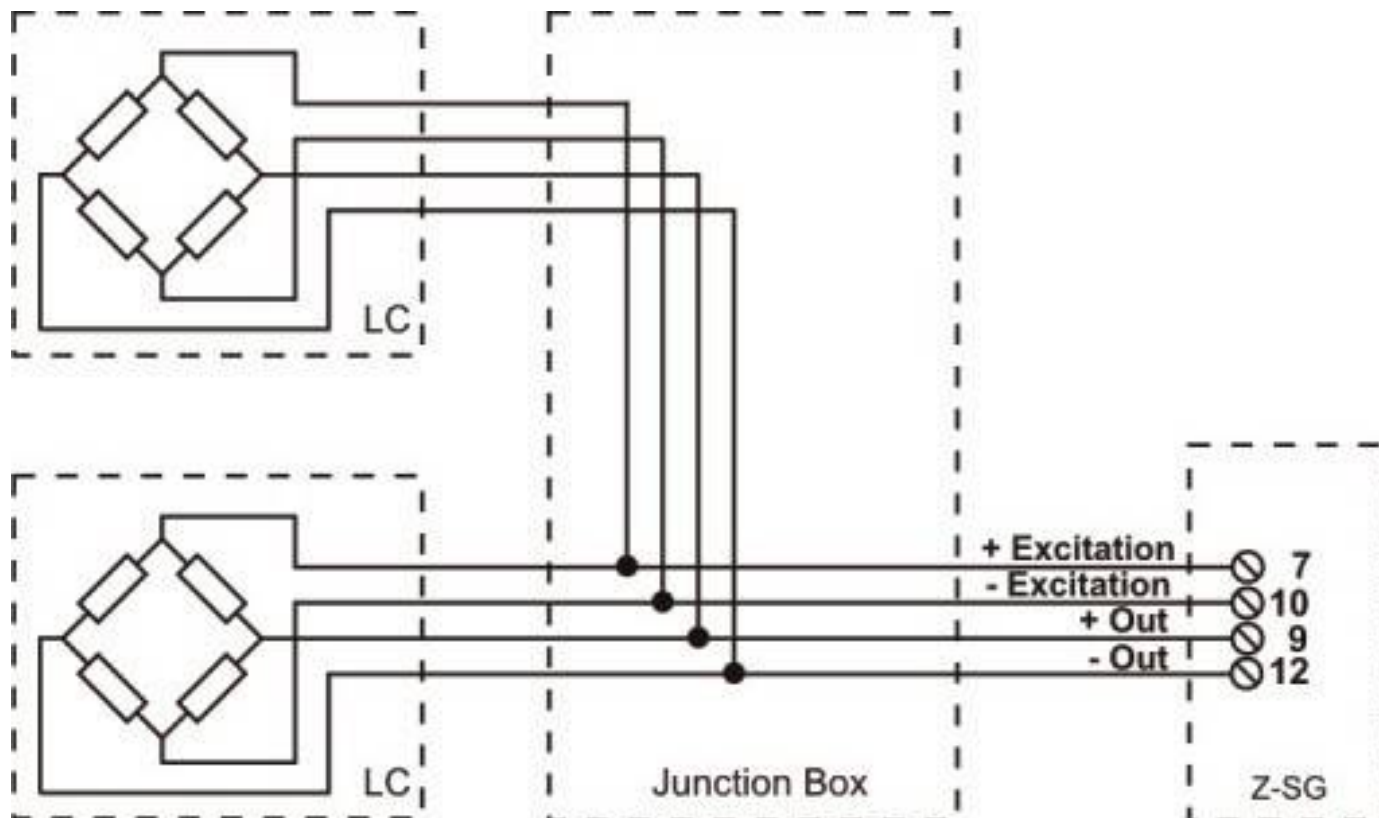 LC
+ Excitation 7
- Excitation 10
+ Out 9
- Out 12
LC
Junction Box
Z-SG